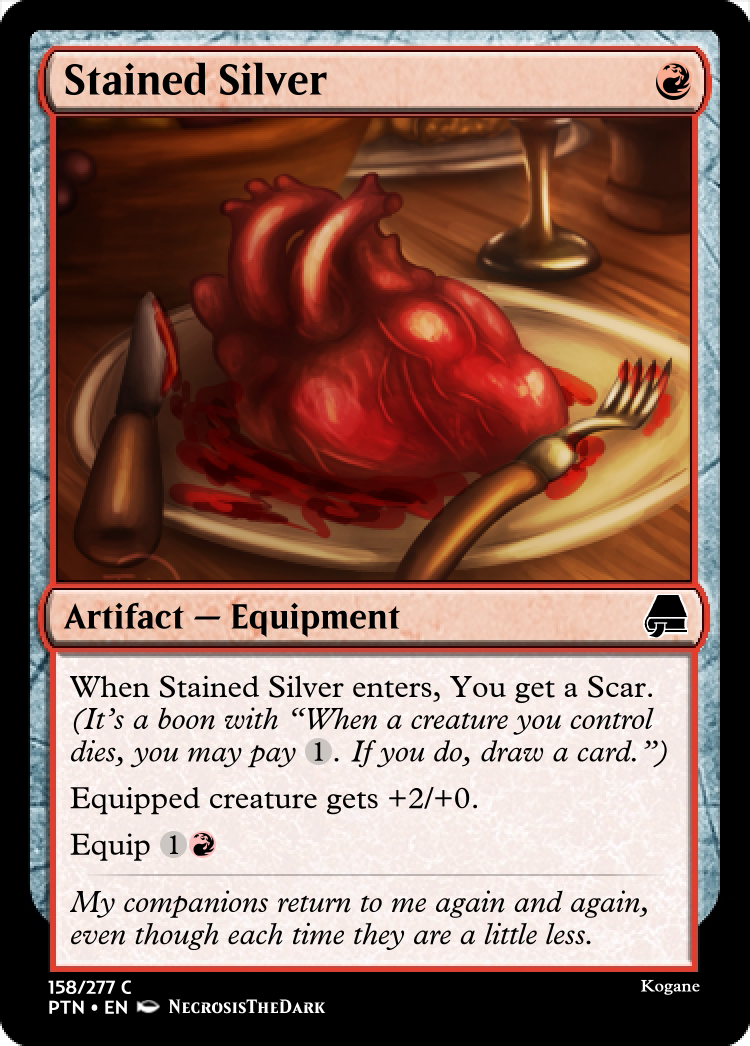 Stained Silver
Artifact — Equipment
When Stained Silver enters, You get a Scar.
(It's a boon with “When a creature you control
dies, you may pay 1. If you do, draw a card.”)
Equipped creature gets +2/+0.
Equip 1
My companions return to me again and again,
even though each time they are a little less.
158/277 C
Kogane
PTN • EN NecrosisTheDark